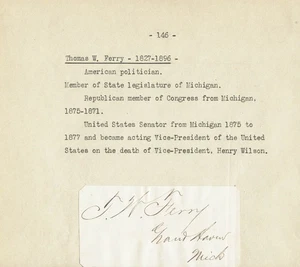 - 146 -
Thomas W. Ferry - 1827-1896 -
American politician.
Member of State legislature of Michigan.
Republican member of Congress from Michigan.
1875-1871.
United States Senator from Michigan 1875 to
1877 and became acting Vice-President of the United
States on the death of Vice-President. Henry Wilson.
T. W. Ferry
Grand Haven
Mich